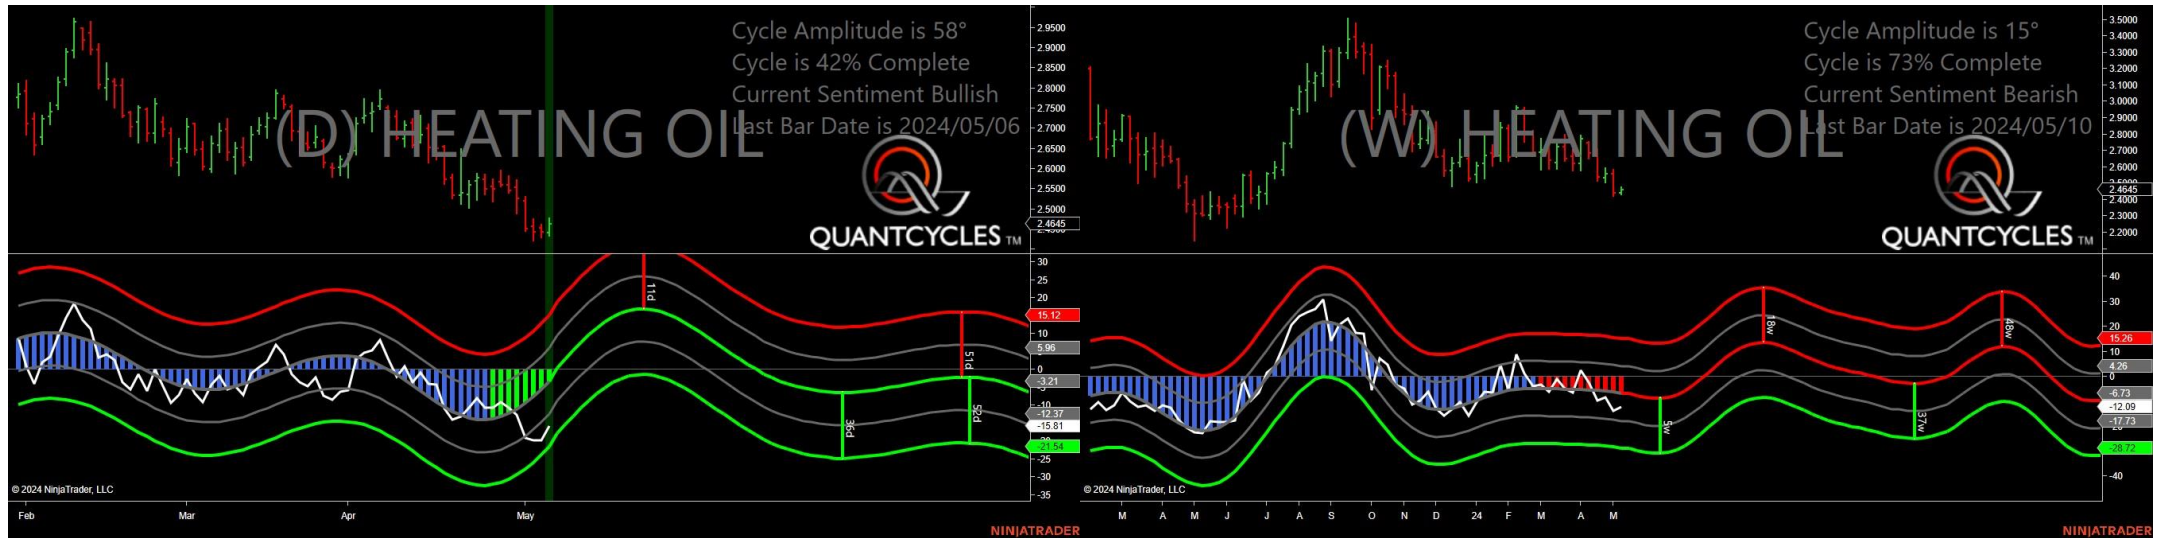 Cycle Amplitude is 58°
Cycle is 42% Complete
Current Sentiment Bullish
Last Bar Date is 2024/05/06
(D) HEATING OIL
QUANTCYCLES TM
2.9500
2.9000
2.8500
2.8000
2.7500
2.7000
2.6500
2.6000
2.5500
2.5000
2.4645
30
25
20
15.12
10
5.96
0
-3.21
-10
-12.37
-15.81
-21.54
-25
-30
-35
11d
36d
51d
52d
© 2024 NinjaTrader, LLC
Feb Mar Apr May
NINJATRADER
Cycle Amplitude is 15°
Cycle is 73% Complete
Current Sentiment Bearish
Last Bar Date is 2024/05/10
(W) HEATING OIL
QUANTCYCLES TM
3.5000
3.4000
3.3000
3.2000
3.1000
3.0000
2.9000
2.8000
2.7000
2.6000
2.4645
2.4000
2.3000
2.2000
40
30
20
15.26
10
4.26
0
-6.73
-12.09
-17.73
-28.72
-40
5w
18w
37w
48w
© 2024 NinjaTrader, LLC
M A M J J A S O N D 24 F M A M
NINJATRADER